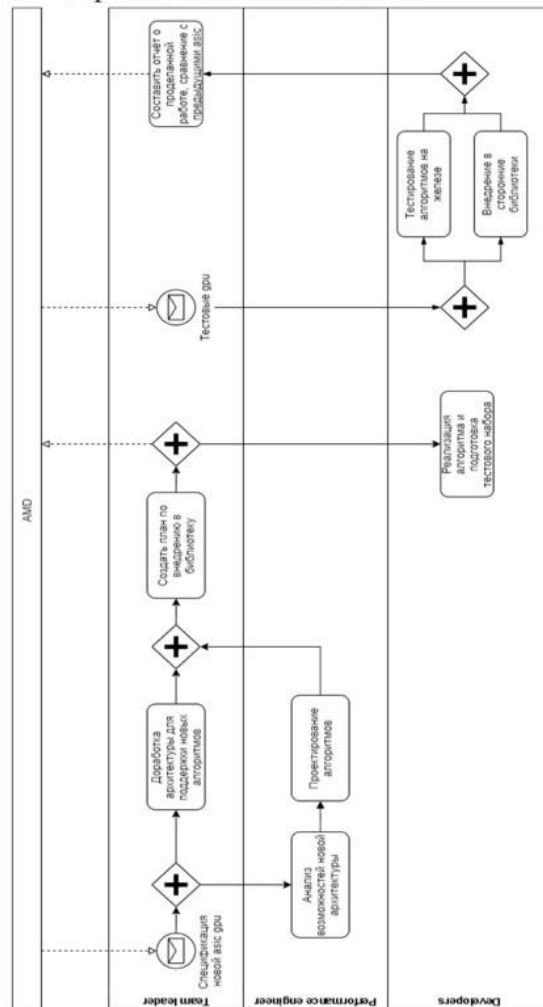 AMD
Team leader
Спецификация
новой asic gpu
Доработка
архитектуры для
поддержки новых
алгоритмов
Создать план по
внедрению в
библиотеку
Тестовые gpu
Составить отчёт о
проделанной
работе, сравнение с
предыдущими asic
Performance engineer
Анализ
возможностей новой
архитектуры
Проектирование
алгоритмов
Developers
Реализация
алгоритма и
подготовка
тестового набора
Тестирование
алгоритмов на
железе
Внедрение в
сторонние
библиотеки